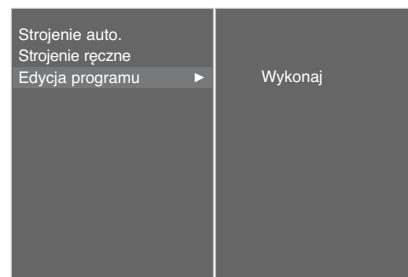 Strojenie auto.
Strojenie ręczne
Edycja programu ► Wykonaj